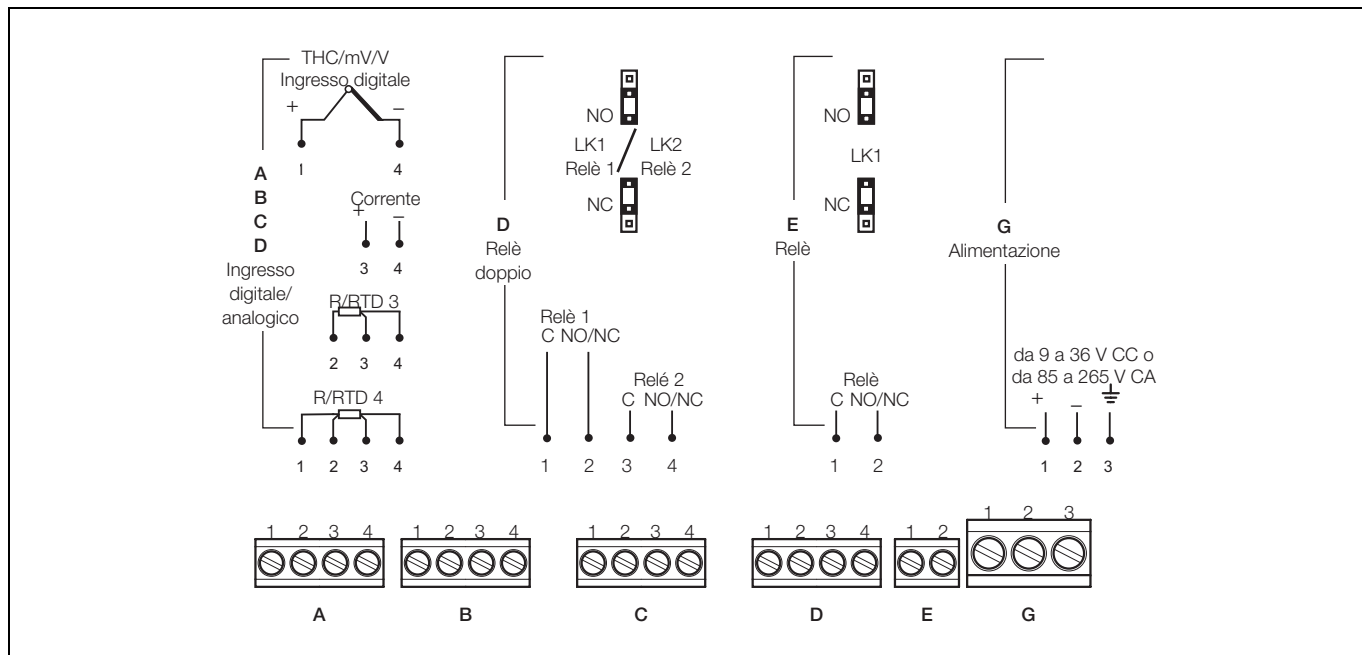 THC/mV/V
Ingresso digitale
+ –
1 4
A
B
C
D
Ingresso
digitale/
analogico
Corrente
+ –
3 4
R/RTD 3
2 3 4
R/RTD 4
1 2 3 4
D
Relè
doppio
NO
LK1 LK2
Relè 1 Relè 2
NC
Relè 1
C NO/NC
Relé 2
C NO/NC
1 2 3 4
E
Relè
NO
LK1
NC
Relè
C NO/NC
1 2
G
Alimentazione
da 9 a 36 V CC o
da 85 a 265 V CA
+ –
1 2 3
1 2 3 4
A
1 2 3 4
B
1 2 3 4
C
1 2 3 4
D
1 2
E
1 2 3
G